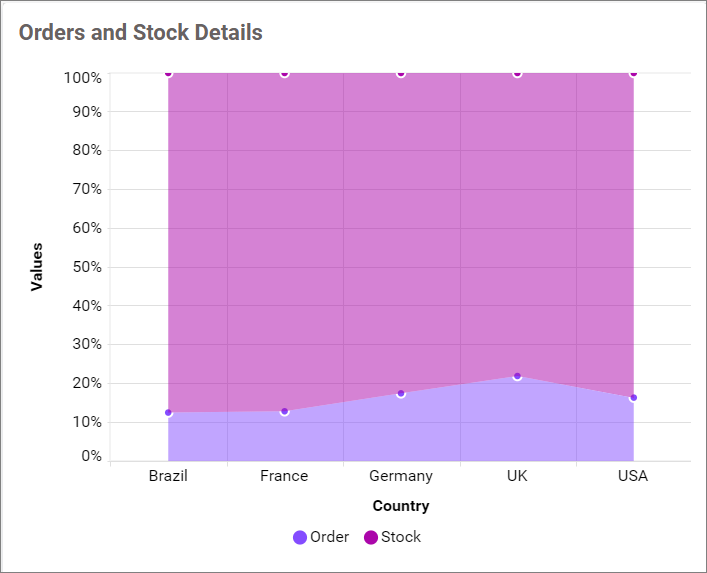 Orders and Stock Details
100%
90%
80%
70%
60%
50%
40%
30%
20%
10%
0%
Values
Brazil France Germany UK USA
Country
Order Stock